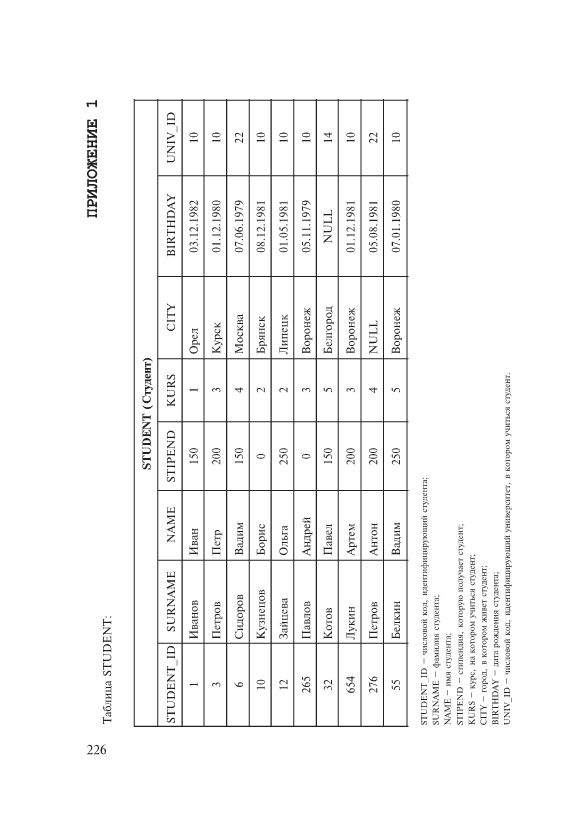 ПРИЛОЖЕНИЕ 1
Таблица STUDENT:
STUDENT (Студент)
STUDENT_ID SURNAME NAME STIPEND KURS CITY BIRTHDAY UNIV_ID
1 Иванов Иван 150 1 Орел 03.12.1982 10
3 Петров Петр 200 3 Курск 01.12.1980 10
6 Сидоров Вадим 150 4 Москва 07.06.1979 22
10 Кузнецов Борис 0 2 Брянск 08.12.1981 10
12 Зайцева Ольга 250 2 Липецк 01.05.1981 10
265 Павлов Андрей 0 3 Воронеж 05.11.1979 10
32 Котов Павел 150 5 Белгород NULL 14
654 Лукин Артем 200 3 Воронеж 01.12.1981 10
276 Петров Антон 200 4 NULL 05.08.1981 22
55 Белкин Вадим 250 5 Воронеж 07.01.1980 10
STUDENT_ID – числовой код, идентифицирующий студента;
SURNAME – фамилия студента;
NAME – имя студента;
STIPEND – стипендия, которую получает студент;
KURS – курс, на котором учиться студент;
CITY – город, в котором живет студент;
BIRTHDAY – дата рождения студента;
UNIV_ID – числовой код, идентифицирующий университет, в котором учиться студент.
226